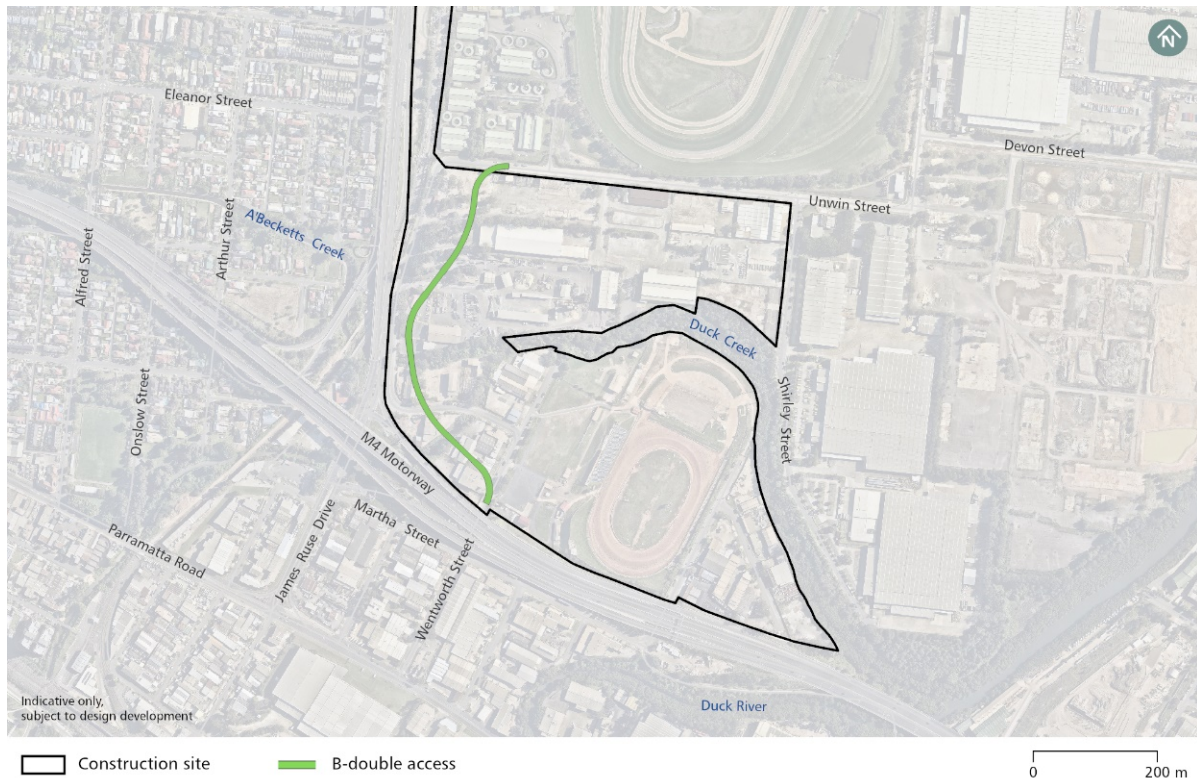 N
Eleanor Street
Devon Street
Unwin Street
A'Becketts Creek
Arthur Street
Alfred Street
Duck Creek
Shirley Street
Onslow Street
M4 Motorway
Martha Street
James Ruse Drive
Parramatta Road
Wentworth Street
Indicative only,
subject to design development
Duck River
Construction site
B-double access
0
200 m